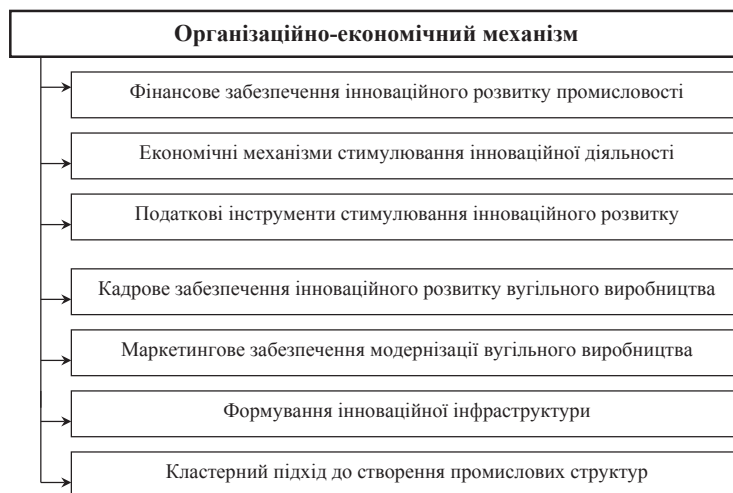 Організаційно-економічний механізм
Фінансове забезпечення інноваційного розвитку промисловості
Економічні механізми стимулювання інноваційної діяльності
Податкові інструменти стимулювання інноваційного розвитку
Кадрове забезпечення інноваційного розвитку вугільного виробництва
Маркетингове забезпечення модернізації вугільного виробництва
Формування інноваційної інфраструктури
Кластерний підхід до створення промислових структур